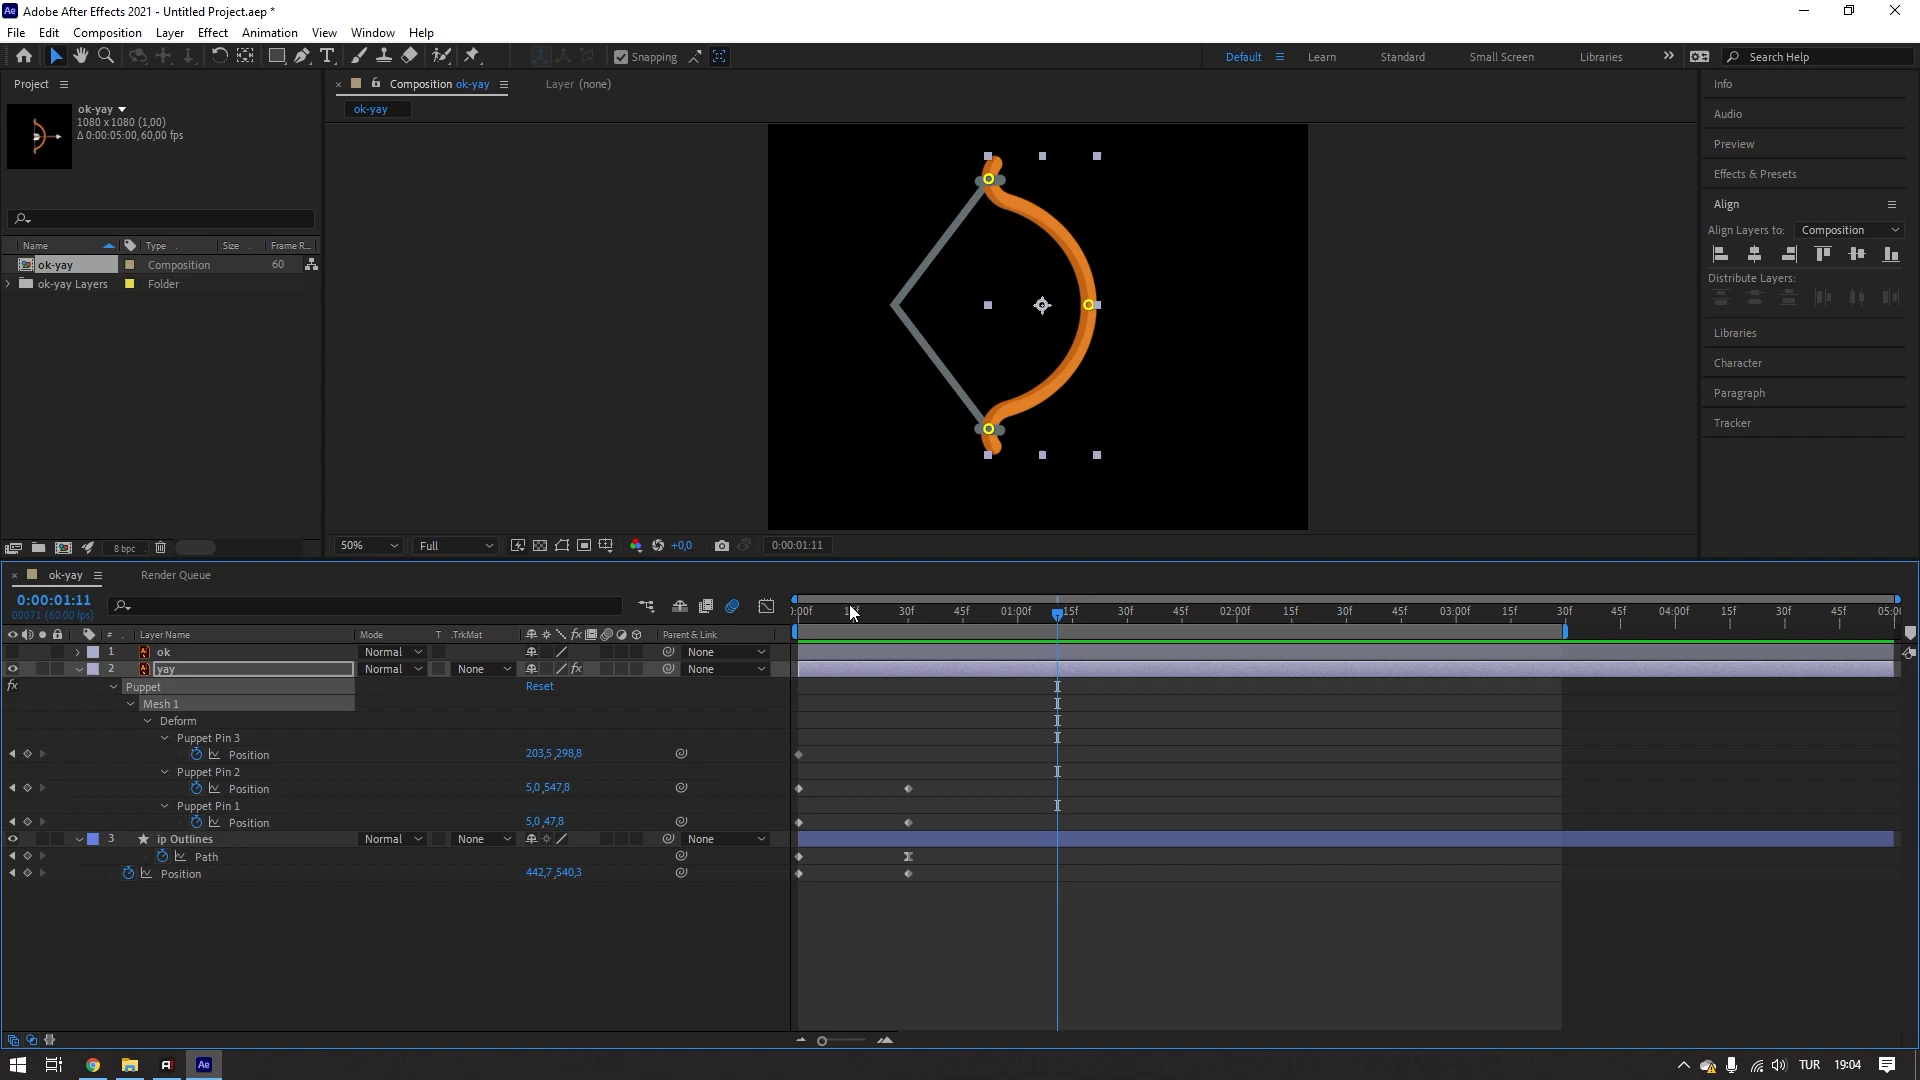 Adobe After Effects 2021 - Untitled Project.aep *
File Edit Composition Layer Effect Animation View Window Help
Snapping
Default Learn Standard Small Screen Libraries
Search Help
Project
ok-yay
1080 x 1080 (1,00)
Δ 0:00:05:00, 60,00 fps
Name Type Size Frame R...
ok-yay Composition 60
ok-yay Layers Folder
8 bpc
Composition ok-yay
Layer (none)
ok-yay
50% Full +0,0 0:00:01:11
Info
Audio
Preview
Effects & Presets
Align
Align Layers to: Composition
Distribute Layers:
Libraries
Character
Paragraph
Tracker
ok-yay Render Queue
0:00:01:11
00071 (60.00 fps)
# Layer Name Mode T .TrkMat Parent & Link
:00f 30f 45f 01:00f 15f 30f 45f 02:00f 15f 30f 45f 03:00f 15f 30f 45f 04:00f 15f 30f 45f 05:00
1 ok Normal None
2 yay Normal None None
fx Puppet Reset
Mesh 1
Deform
Puppet Pin 3
Position 203,5,298,8
Puppet Pin 2
Position 5,0,547,8
Puppet Pin 1
Position 5,0,47,8
3 ip Outlines Normal None None
Path
Position 442,7,540,3
TUR 19:04